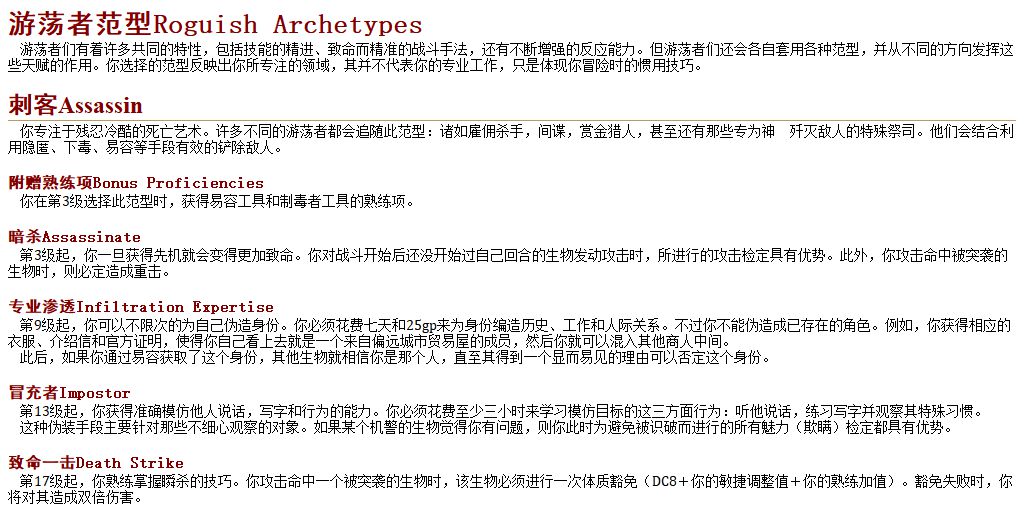 游荡者范型Roguish Archetypes
游荡者们有着许多共同的特性，包括技能的精进、致命而精准的战斗手法，还有不断增强的反应能力。但游荡者们还会各自套用各种范型，并从不同的方向发挥这
些天赋的作用。你选择的范型反映出你所专注的领域，其并不代表你的专业工作，只是体现你冒险时的惯用技巧。
刺客Assassin
你专注于残忍冷酷的死亡艺术。许多不同的游荡者都会追随此范型：诸如雇佣杀手，间谍，赏金猎人，甚至还有那些专为神　歼灭敌人的特殊祭司。他们会结合利
用隐匿、下毒、易容等手段有效的铲除敌人。
附赠熟练项Bonus Proficiencies
你在第3级选择此范型时，获得易容工具和制毒者工具的熟练项。
暗杀Assassinate
第3级起，你一旦获得先机就会变得更加致命。你对战斗开始后还没开始过自己回合的生物发动攻击时，所进行的攻击检定具有优势。此外，你攻击命中被突袭的
生物时，则必定造成重击。
专业渗透Infiltration Expertise
第9级起，你可以不限次的为自己伪造身份。你必须花费七天和25gp来为身份编造历史、工作和人际关系。不过你不能伪造成已存在的角色。例如，你获得相应的
衣服、介绍信和官方证明，使得你自己看上去就是一个来自偏远城市贸易屋的成员，然后你就可以混入其他商人中间。
此后，如果你通过易容获取了这个身份，其他生物就相信你是那个人，直至其得到一个显而易见的理由可以否定这个身份。
冒充者Impostor
第13级起，你获得准确模仿他人说话，写字和行为的能力。你必须花费至少三小时来学习模仿目标的这三方面行为：听他说话，练习写字并观察其特殊习惯。
这种伪装手段主要针对那些不细心观察的对象。如果某个机警的生物觉得你有问题，则你此时为避免被识破而进行的所有魅力（欺瞒）检定都具有优势。
致命一击Death Strike
第17级起，你熟练掌握瞬杀的技巧。你攻击命中一个被突袭的生物时，该生物必须进行一次体质豁免（DC8＋你的敏捷调整值＋你的熟练加值）。豁免失败时，你
将对其造成双倍伤害。